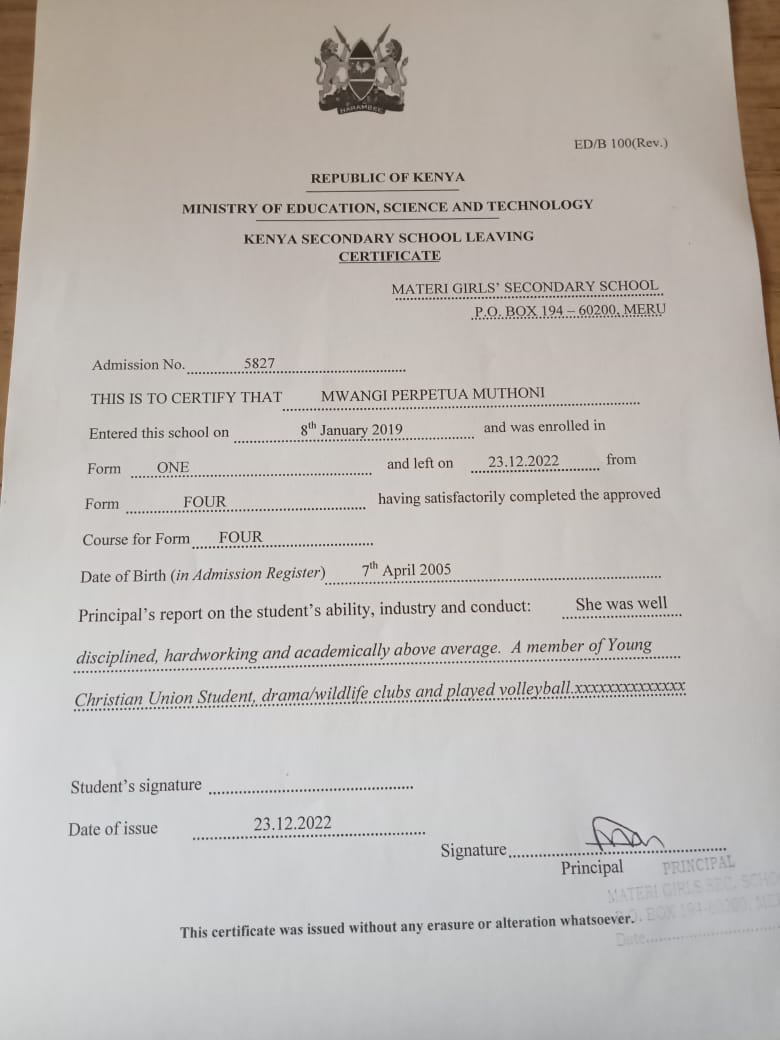 HARAMBEE
ED/B 100(Rev.)
REPUBLIC OF KENYA
MINISTRY OF EDUCATION, SCIENCE AND TECHNOLOGY
KENYA SECONDARY SCHOOL LEAVING
CERTIFICATE
MATERI GIRLS' SECONDARY SCHOOL
P.O. BOX 194 – 60200, MERU
Admission No. 5827
THIS IS TO CERTIFY THAT MWANGI PERPETUA MUTHONI
Entered this school on 8th January 2019 and was enrolled in
Form ONE and left on 23.12.2022 from
Form FOUR having satisfactorily completed the approved
Course for Form FOUR
Date of Birth (in Admission Register) 7th April 2005
Principal's report on the student's ability, industry and conduct: She was well
disciplined, hardworking and academically above average. A member of Young
Christian Union Student, drama/wildlife clubs and played volleyball.xxxxxxxxxxxxxx
Student's signature
Date of issue 23.12.2022
Signature
Principal
PRINCIPAL
MATERI GIRLS SEC. SCHO
P.O. BOX 194-60200, ME
Date
This certificate was issued without any erasure or alteration whatsoever.